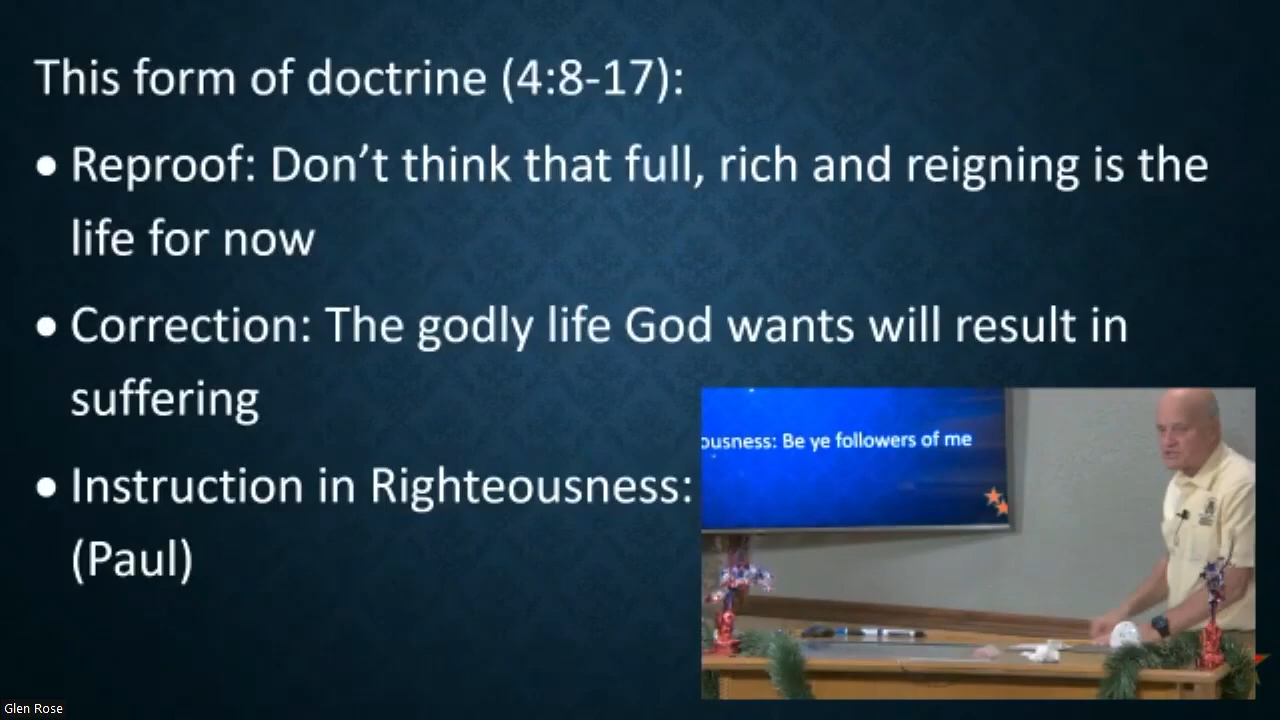 This form of doctrine (4:8-17):
• Reproof: Don’t think that full, rich and reigning is the
life for now
• Correction: The godly life God wants will result in
suffering
• Instruction in Righteousness:
(Paul)
ousness: Be ye followers of me
Glen Rose